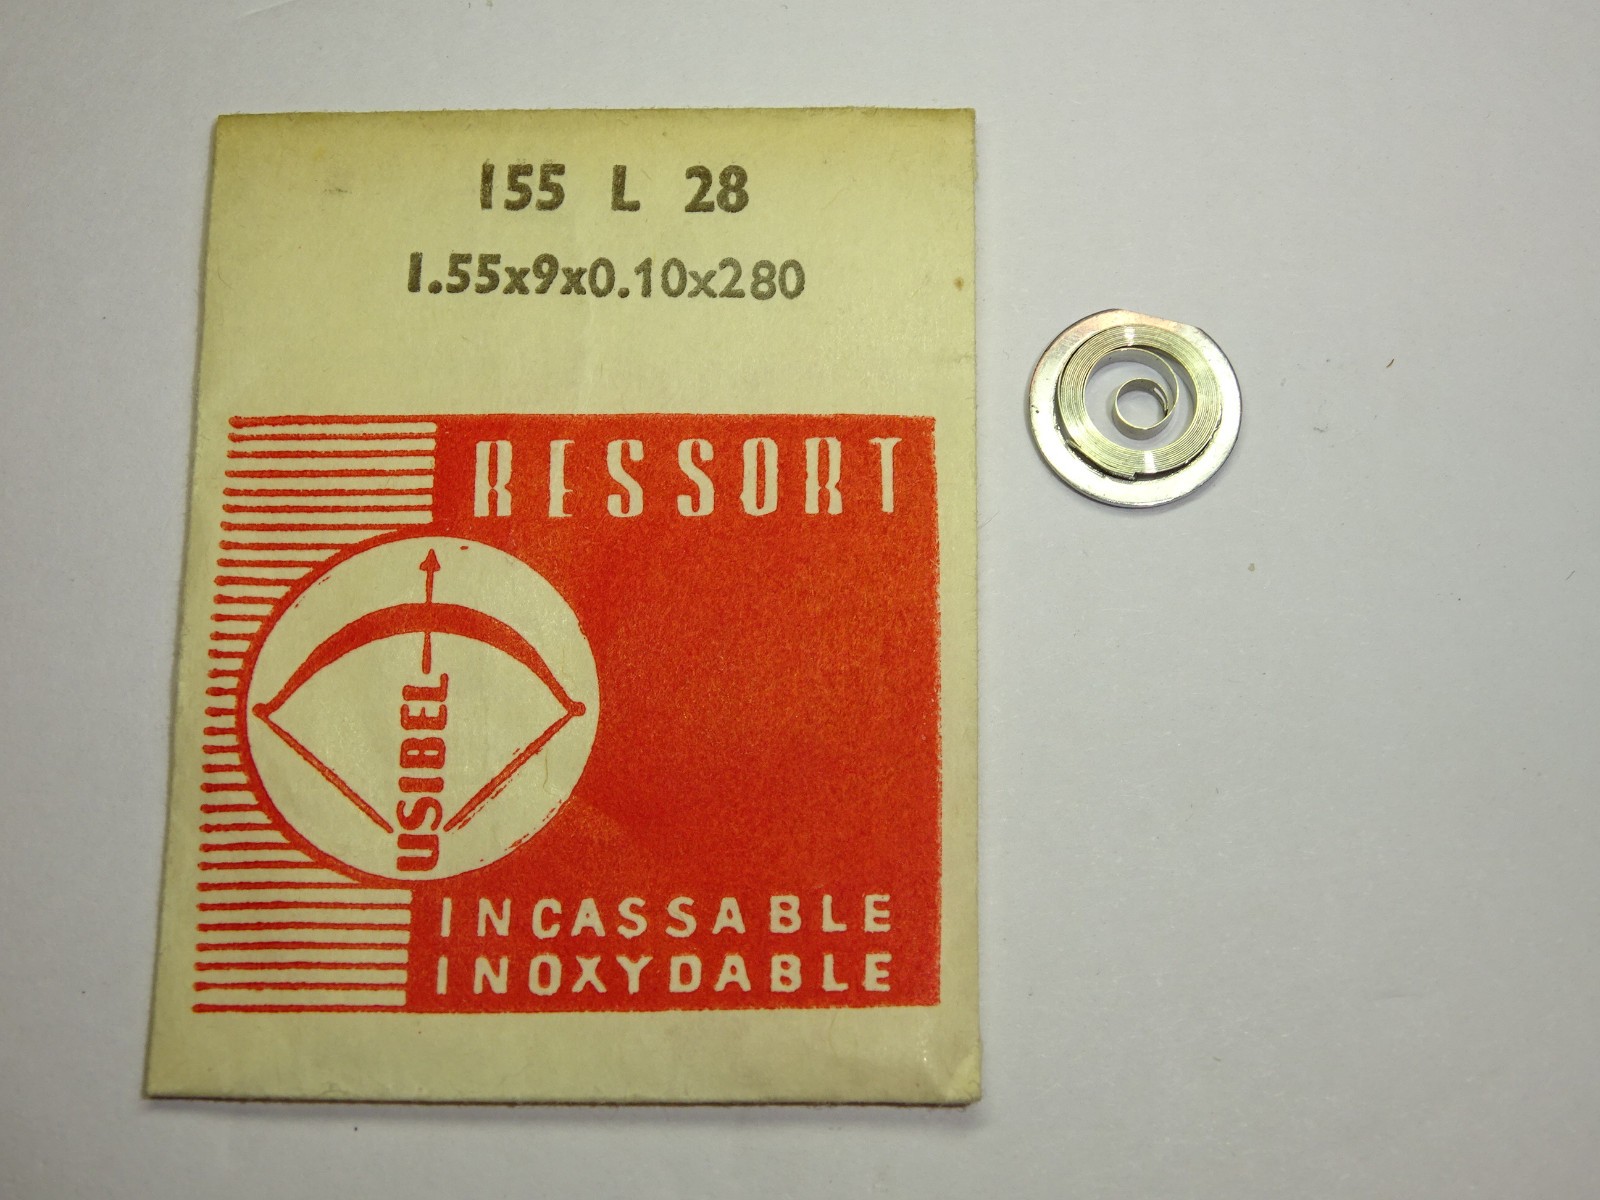 155 L 28
1.55x9x0.10x280
RESSORT
USIBEL
INCASSABLE
INOXYDABLE